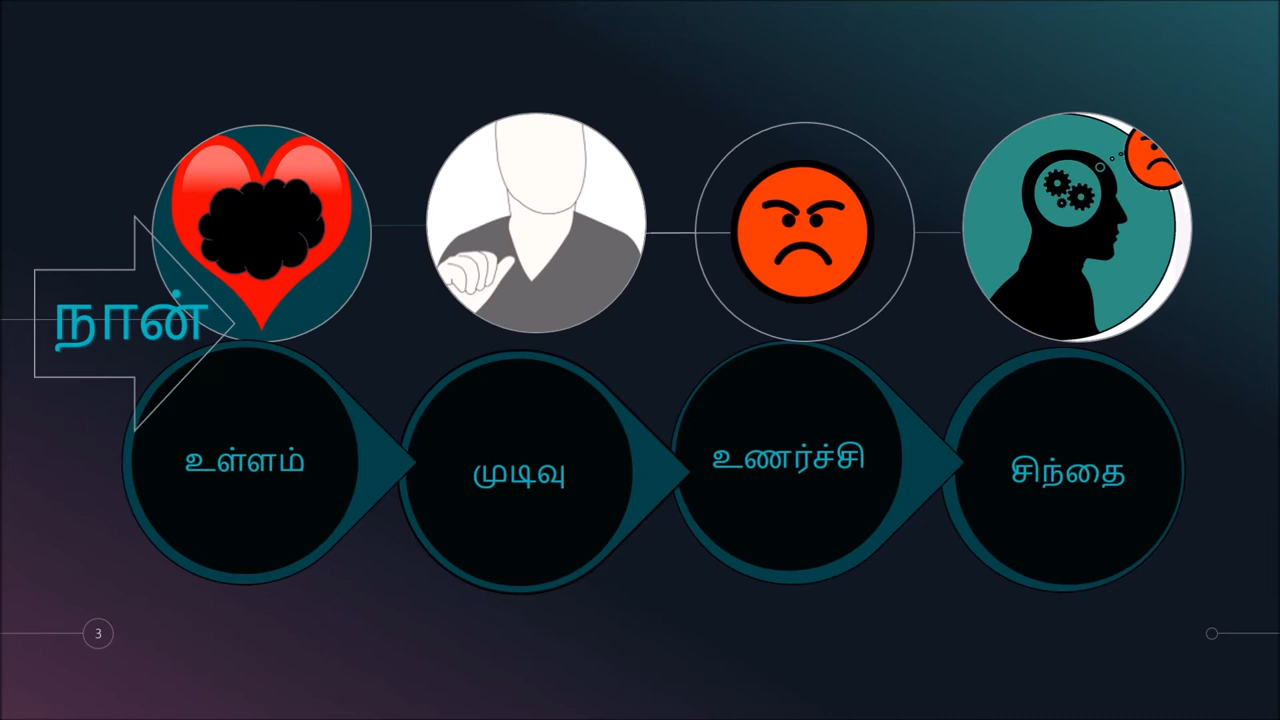 நான்
உள்ளம்
முடிவு
உணர்ச்சி
சிந்தை
3